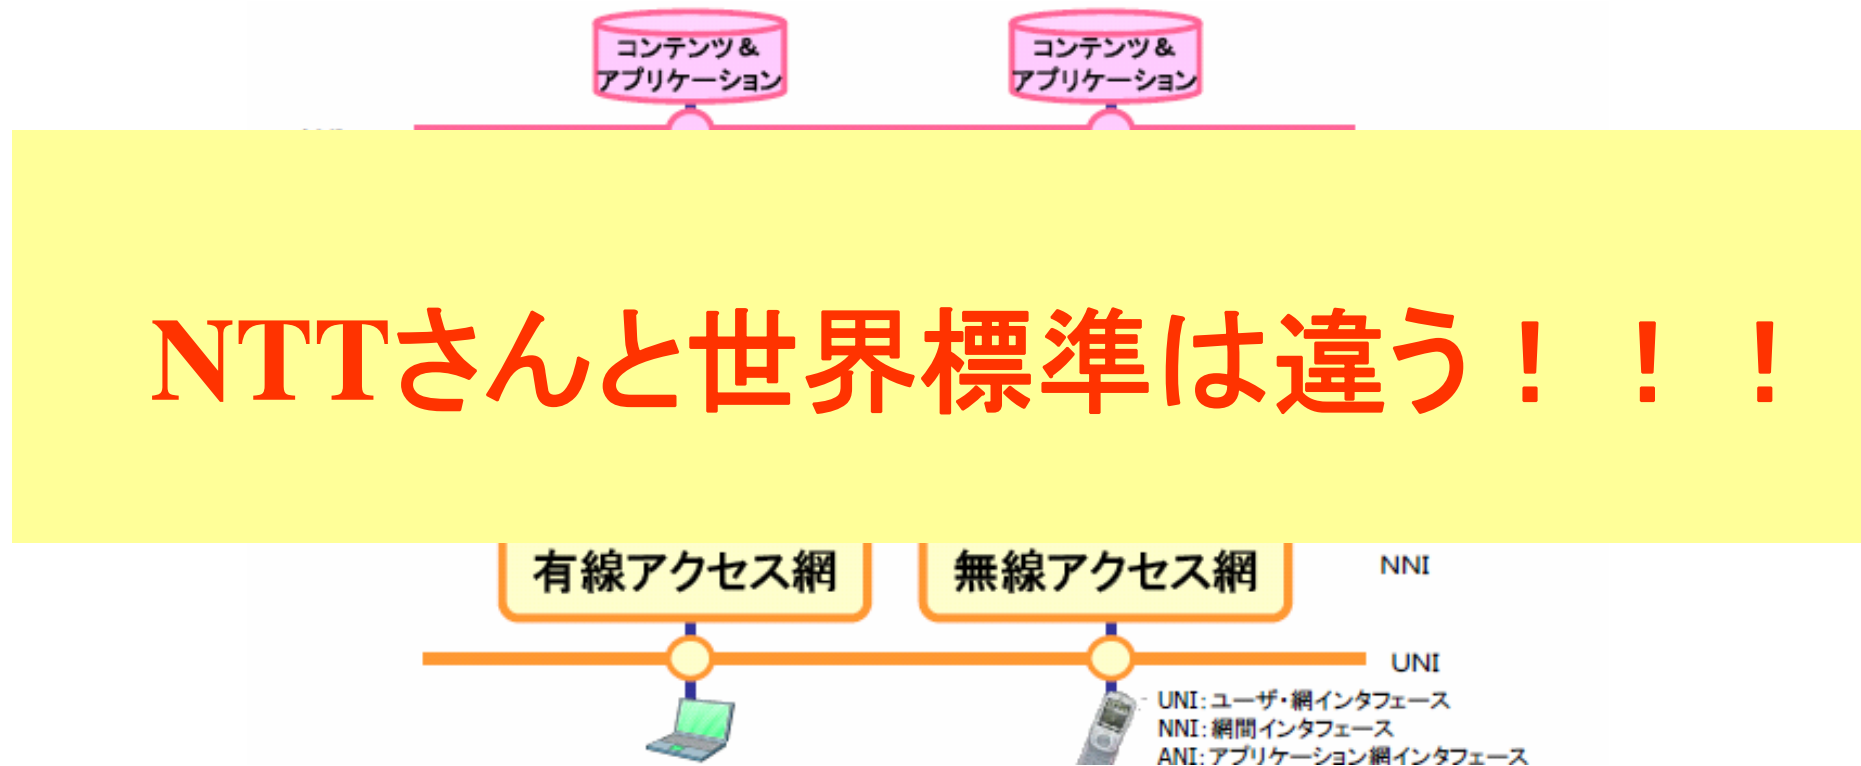 コンテンツ&
アプリケーション
コンテンツ&
アプリケーション
NTTさんと世界標準は違う！！！
有線アクセス網
無線アクセス網
NNI
UNI
UNI：ユーザ・網インタフェース
NNI：網間インタフェース
ANI：アプリケーション網インタフェース